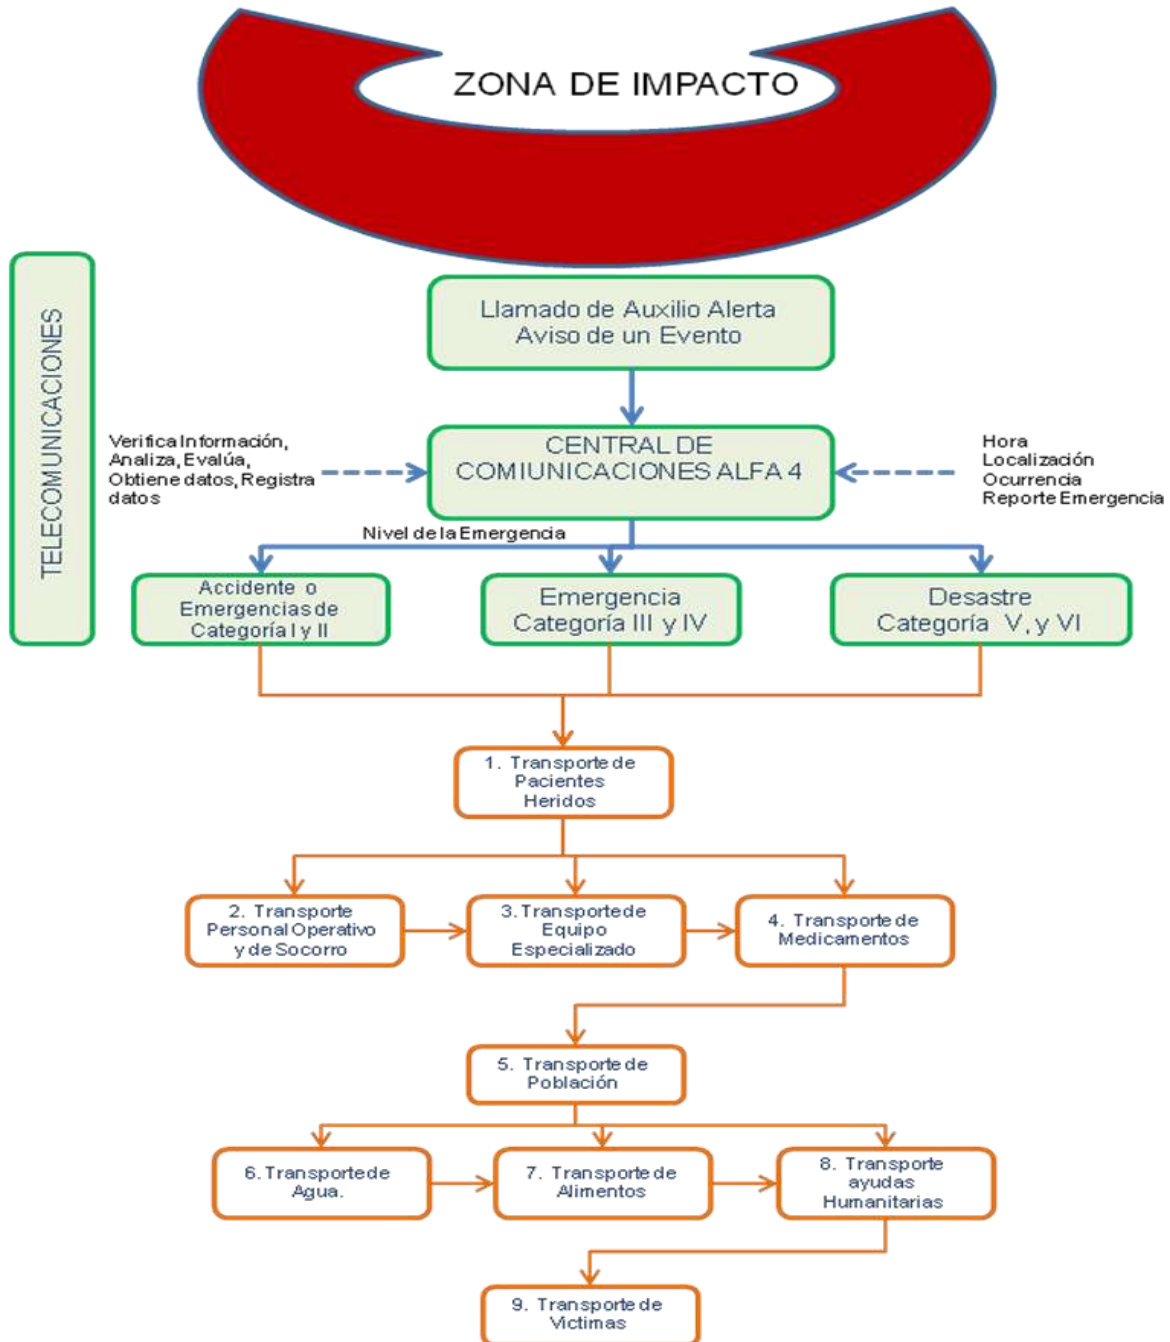 ZONA DE IMPACTO
TELECOMUNICACIONES
Llamado de Auxilio Alerta
Aviso de un Evento
Verifica Información,
Analiza, Evalúa,
Obtiene datos, Registra
datos
CENTRAL DE
COMIUNICACIONES ALFA 4
Hora
Localización
Ocurrencia
Reporte Emergencia
Nivel de la Emergencia
Accidente o
Emergencias de
Categoría I y II
Emergencia
Categoría III y IV
Desastre
Categoría V, y VI
1. Transporte de
Pacientes
Heridos
2. Transporte
Personal Operativo
y de Socorro
3. Transporte de
Equipo
Especializado
4. Transporte de
Medicamentos
5. Transporte de
Población
6. Transporte de
Agua.
7. Transporte de
Alimentos
8. Transporte
ayudas
Humanitarias
9. Transporte de
Victimas